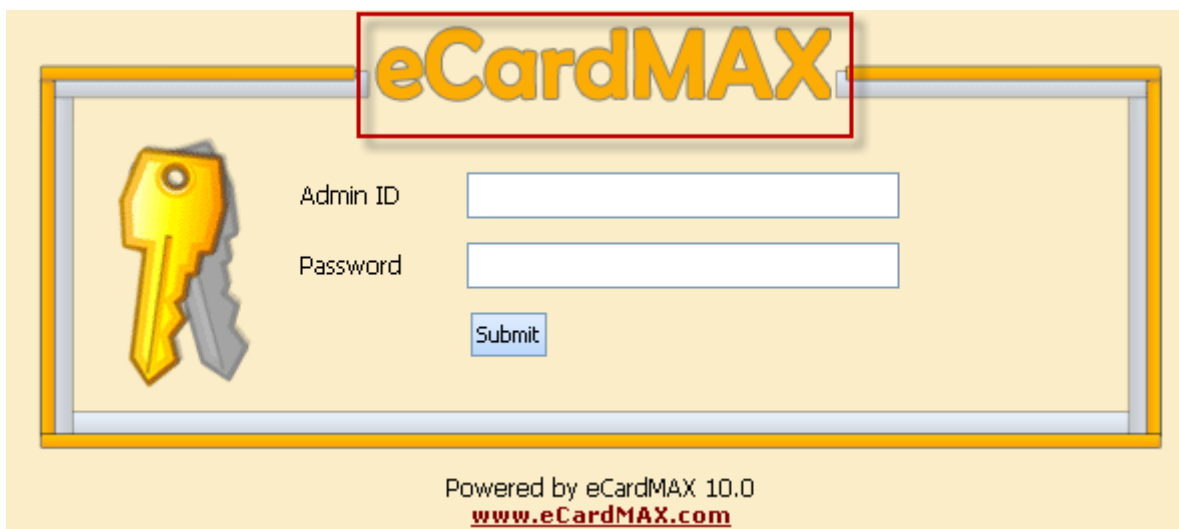 eCardMAX
Admin ID
Password
Submit
Powered by eCardMAX 10.0
www.eCardMAX.com